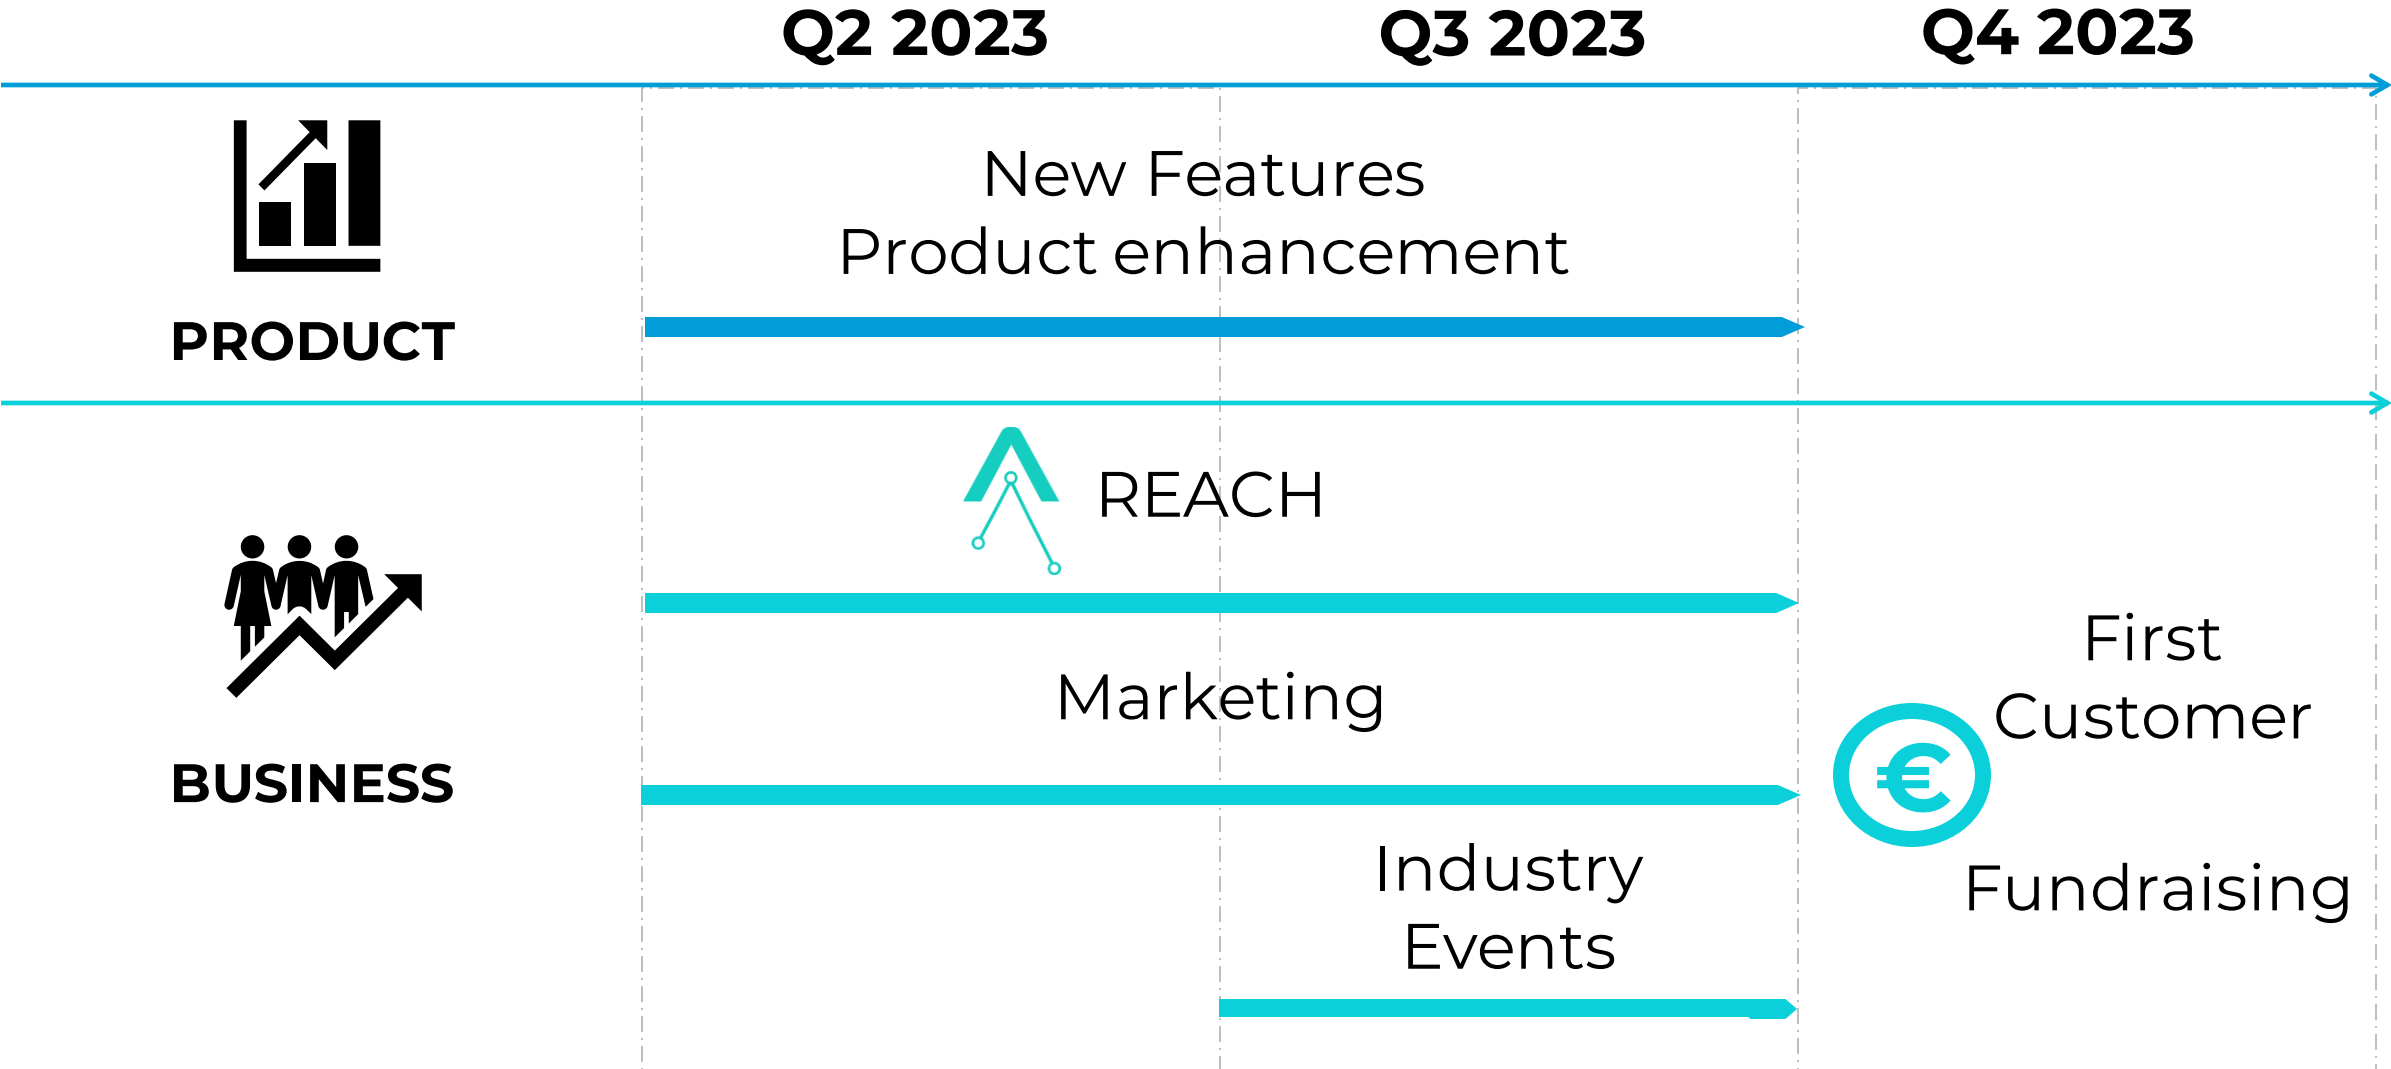 Q2 2023
Q3 2023
Q4 2023
New Features
Product enhancement
PRODUCT
REACH
Marketing
First
Customer
€
BUSINESS
Industry
Events
Fundraising